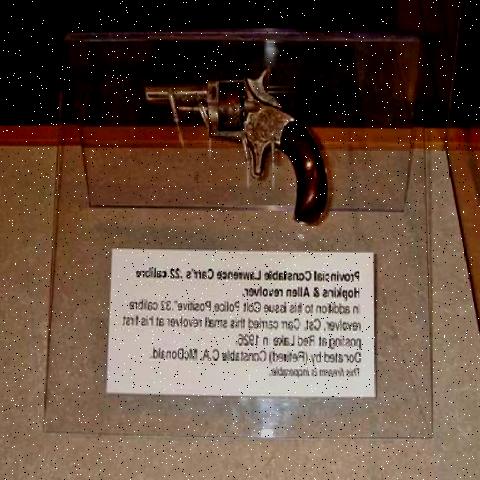 Provincial Constable Lawrence Carr's .22 calibre
Hopkins & Allen revolver.
In addition to his issue Colt Police Positive .32 calibre
revolver, Cst. Carr carried this small revolver at his first
posting at Red Lake in 1926.
Donated by: (Retired) Constable C.A. McDonald.
This firearm is inoperable.